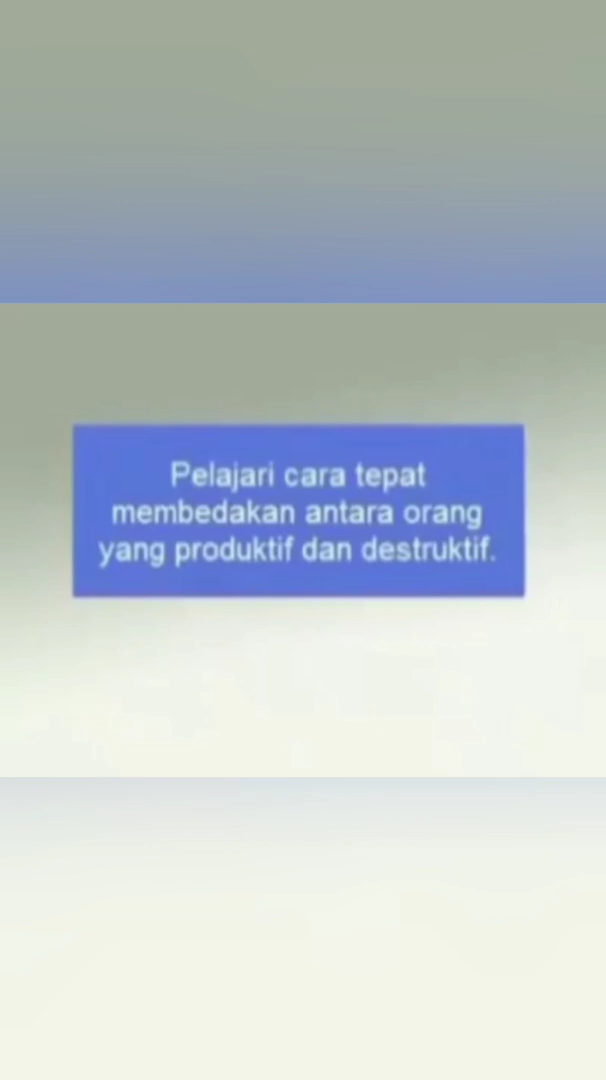 Pelajari cara tepat
membedakan antara orang
yang produktif dan destruktif.